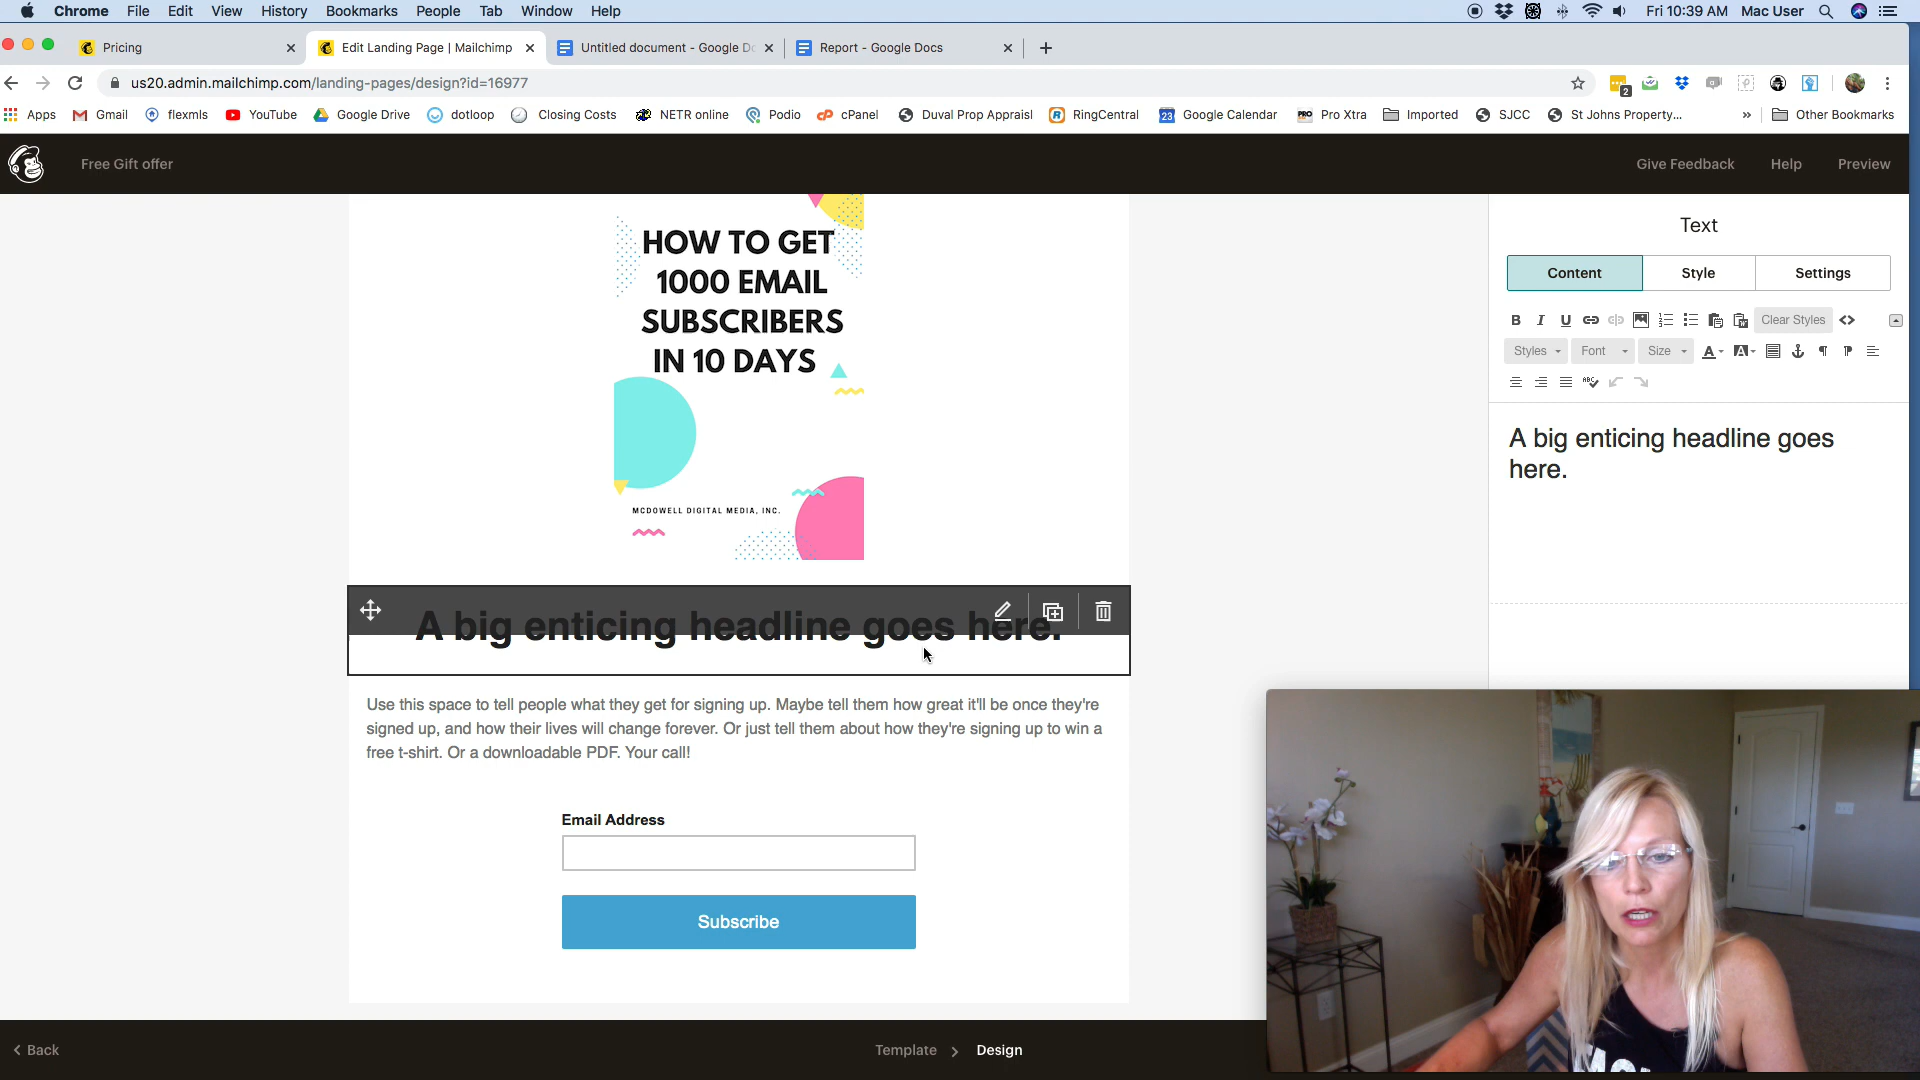 Chrome File Edit View History Bookmarks People Tab Window Help
Fri 10:39 AM Mac User
Pricing
Edit Landing Page | Mailchimp
Untitled document - Google Do
Report - Google Docs
us20.admin.mailchimp.com/landing-pages/design?id=16977
2
Apps Gmail flexmls YouTube Google Drive dotloop Closing Costs NETR online Podio cPanel Duval Prop Appraisl RingCentral 23 Google Calendar PRO Pro Xtra Imported SJCC St Johns Property... » Other Bookmarks
Free Gift offer
Give Feedback Help Preview
HOW TO GET
1000 EMAIL
SUBSCRIBERS
IN 10 DAYS
MCDOWELL DIGITAL MEDIA, INC.
A big enticing headline goes here.
Use this space to tell people what they get for signing up. Maybe tell them how great it'll be once they're
signed up, and how their lives will change forever. Or just tell them about how they're signing up to win a
free t-shirt. Or a downloadable PDF. Your call!
Email Address
Subscribe
Text
Content Style Settings
B I U Clear Styles
Styles Font Size A A
ABC
A big enticing headline goes
here.
Back
Template > Design